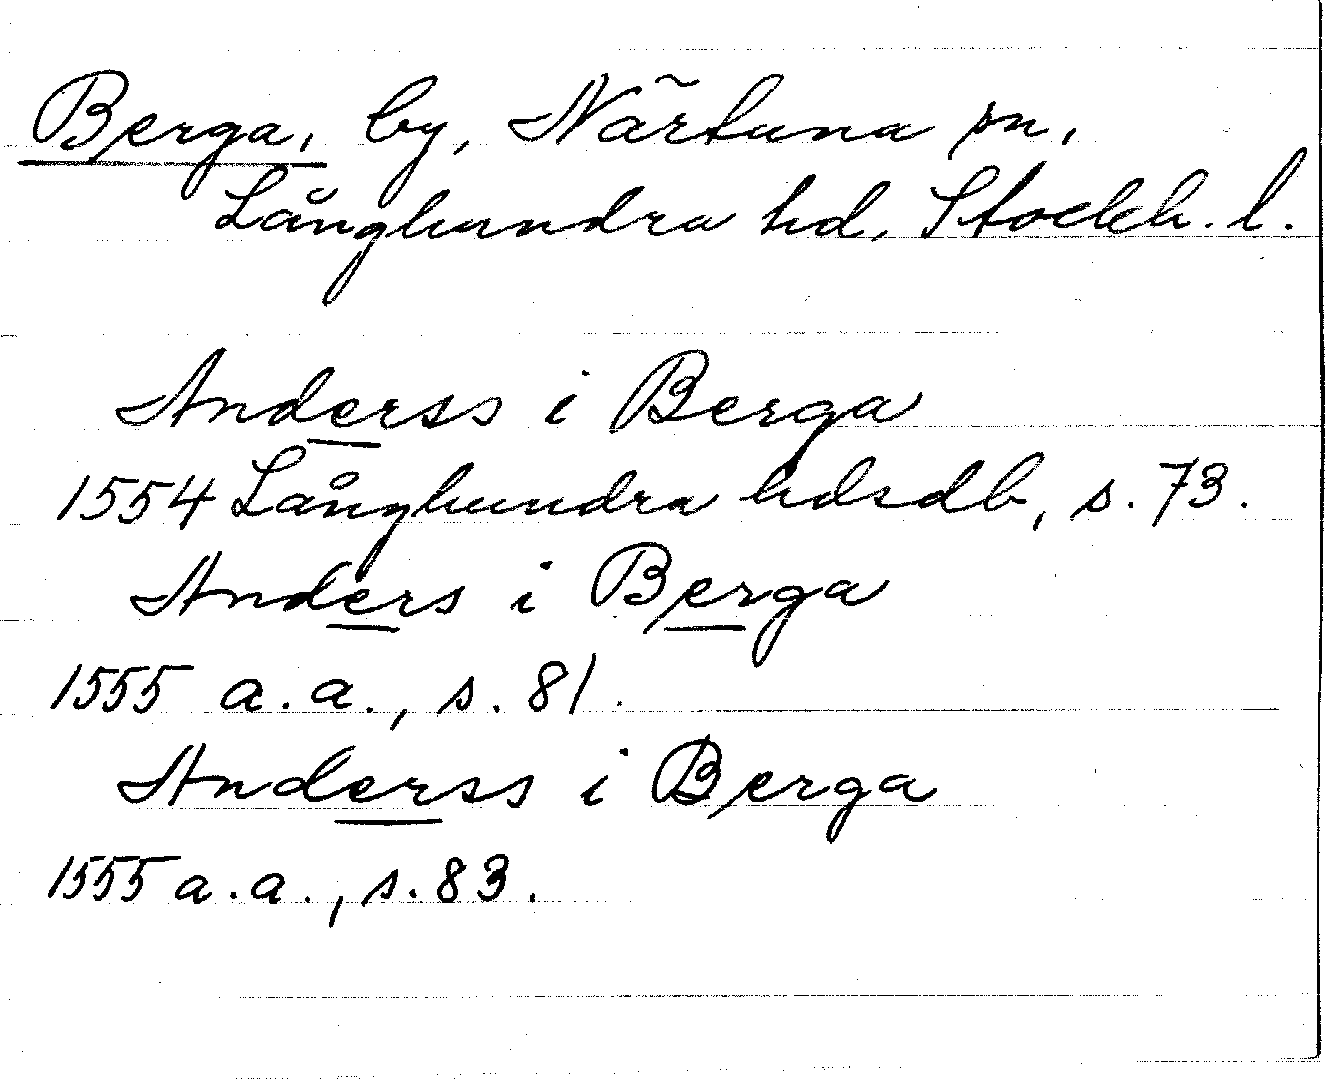 Berga, by, Närtuna sn,
Långhundra hd, Stockh. l.
Anderss i Berga
1554 Långhundra hdsdb, s. 73.
Anders i Berga
1555 a.a., s. 81.
Anderss i Berga
1555 a.a., s. 83.